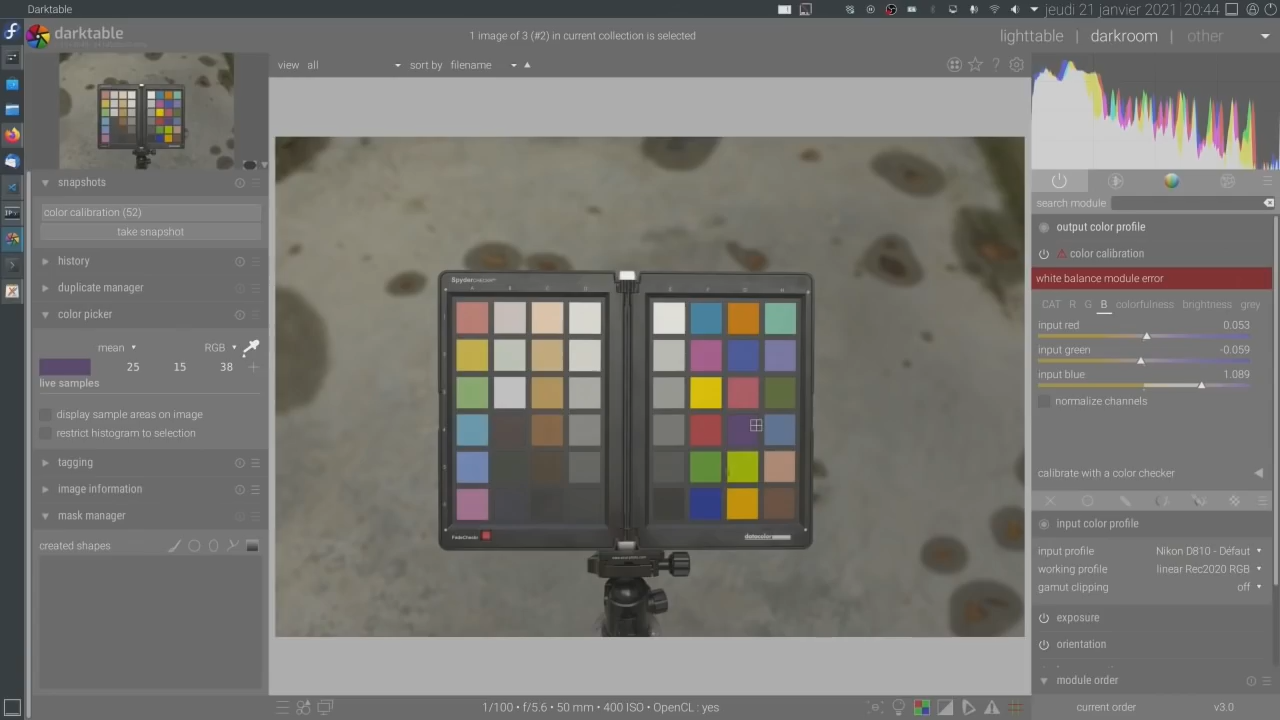 Darktable
jeudi 21 janvier 2021 20:44
darktable
1 image of 3 (#2) in current collection is selected
lighttable | darkroom | other
view all
sort by filename
snapshots
color calibration (52)
take snapshot
history
duplicate manager
color picker
mean
RGB
25 15 38
live samples
display sample areas on image
restrict histogram to selection
tagging
image information
mask manager
created shapes
SpyderCHECKR
datacolor
1/100 • f/5.6 • 50 mm • 400 ISO • OpenCL : yes
search module
output color profile
color calibration
white balance module error
CAT R G B colorfulness brightness grey
input red 0.053
input green -0.059
input blue 1.089
normalize channels
calibrate with a color checker
input color profile
input profile Nikon D810 - Défaut
working profile linear Rec2020 RGB
gamut clipping off
exposure
orientation
module order
current order v3.0